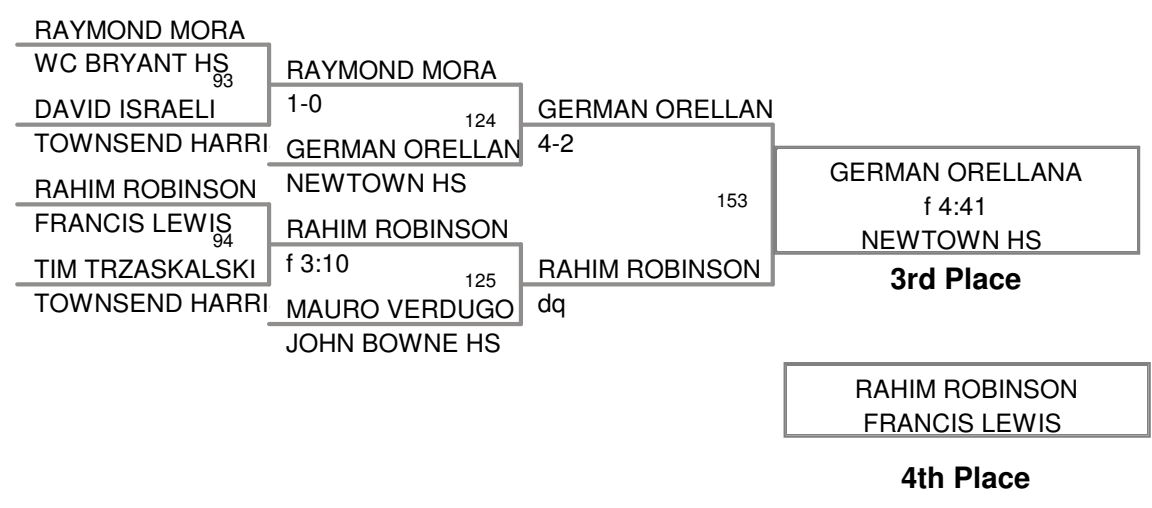 RAYMOND MORA
WC BRYANT HS
93
DAVID ISRAELI
TOWNSEND HARRI
RAYMOND MORA
1-0
124
GERMAN ORELLAN
NEWTOWN HS
RAHIM ROBINSON
FRANCIS LEWIS
94
TIM TRZASKALSKI
TOWNSEND HARRI
RAHIM ROBINSON
f 3:10
125
MAURO VERDUGO
JOHN BOWNE HS
GERMAN ORELLAN
4-2
153
RAHIM ROBINSON
dq
GERMAN ORELLANA
f 4:41
NEWTOWN HS
3rd Place
RAHIM ROBINSON
FRANCIS LEWIS
4th Place